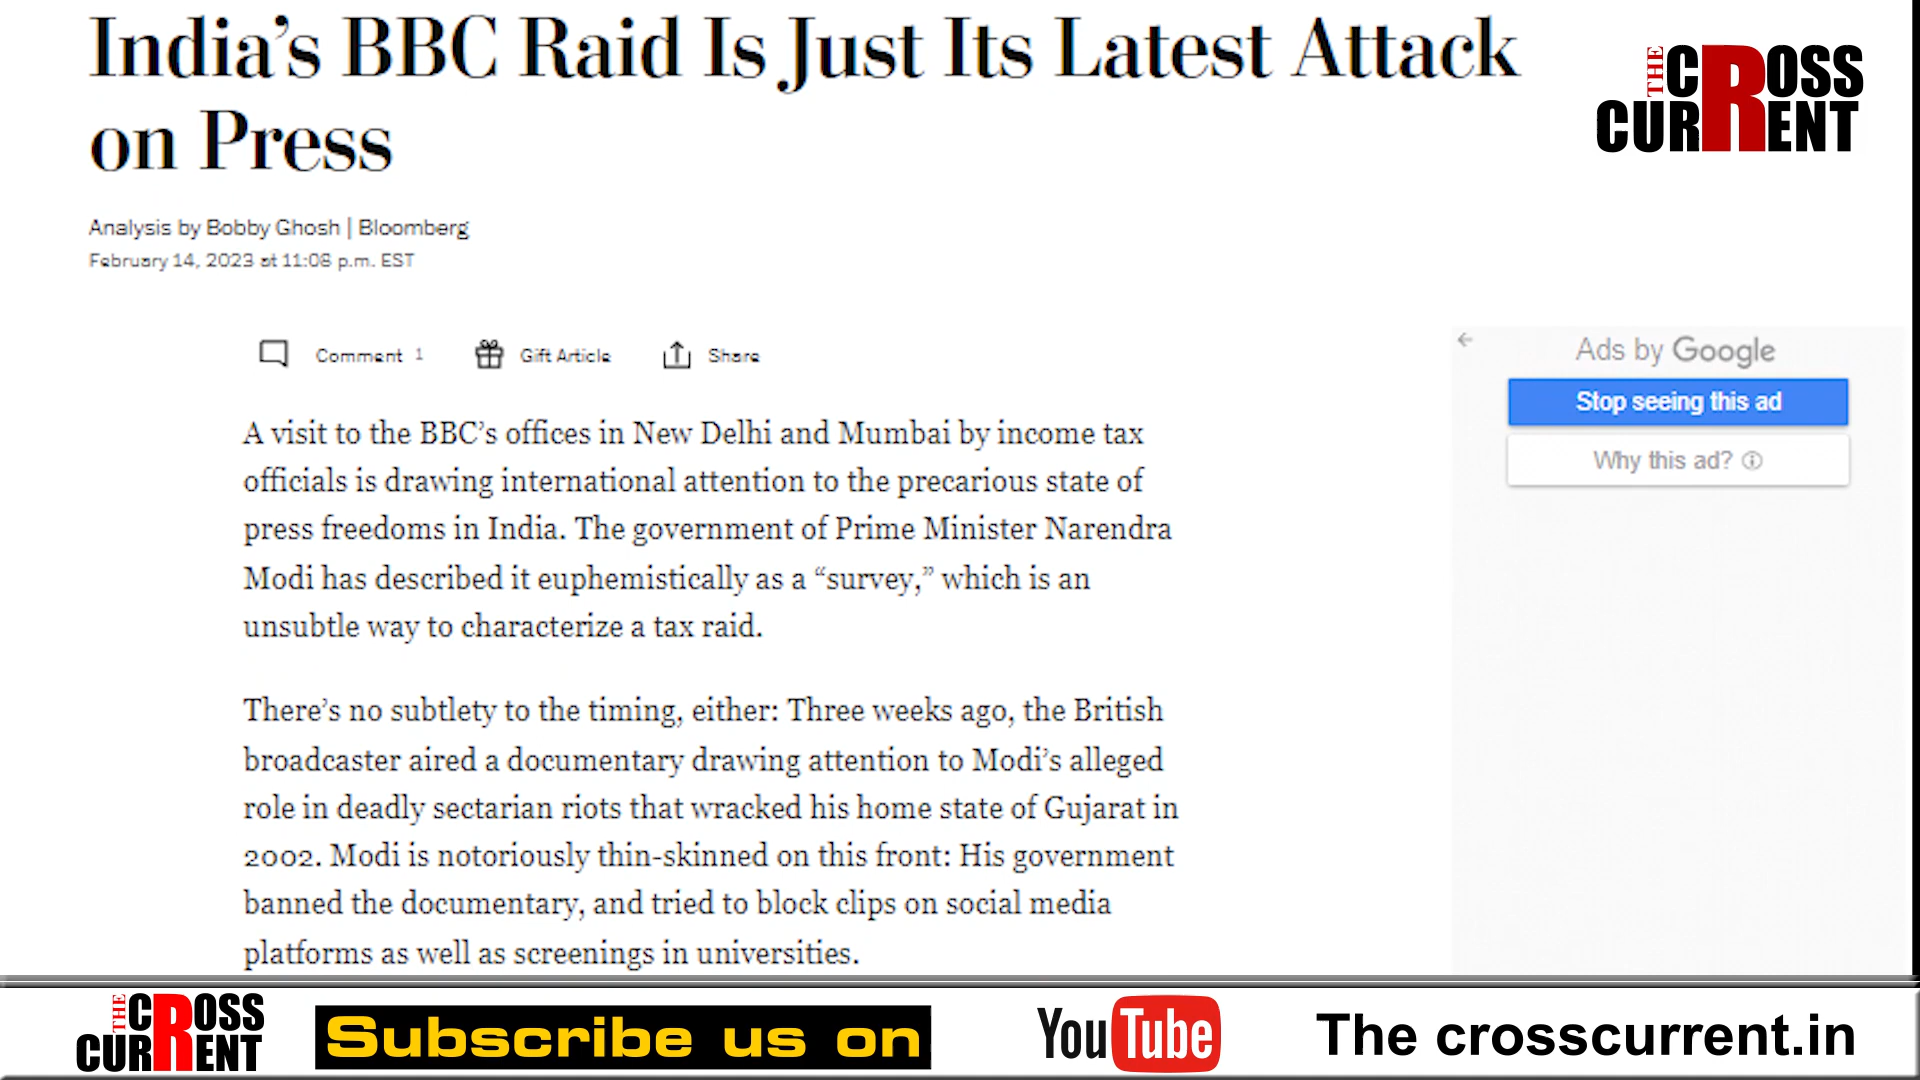 India’s BBC Raid Is Just Its Latest Attack
on Press
THE CROSS
CURRENT
Analysis by Bobby Ghosh | Bloomberg
February 14, 2023 at 11:08 p.m. EST
Comment 1 Gift Article Share
Ads by Google
Stop seeing this ad
Why this ad?
A visit to the BBC’s offices in New Delhi and Mumbai by income tax
officials is drawing international attention to the precarious state of
press freedoms in India. The government of Prime Minister Narendra
Modi has described it euphemistically as a “survey,” which is an
unsubtle way to characterize a tax raid.
There’s no subtlety to the timing, either: Three weeks ago, the British
broadcaster aired a documentary drawing attention to Modi’s alleged
role in deadly sectarian riots that wracked his home state of Gujarat in
2002. Modi is notoriously thin-skinned on this front: His government
banned the documentary, and tried to block clips on social media
platforms as well as screenings in universities.
THE CROSS
CURRENT
Subscribe us on
YouTube
The crosscurrent.in